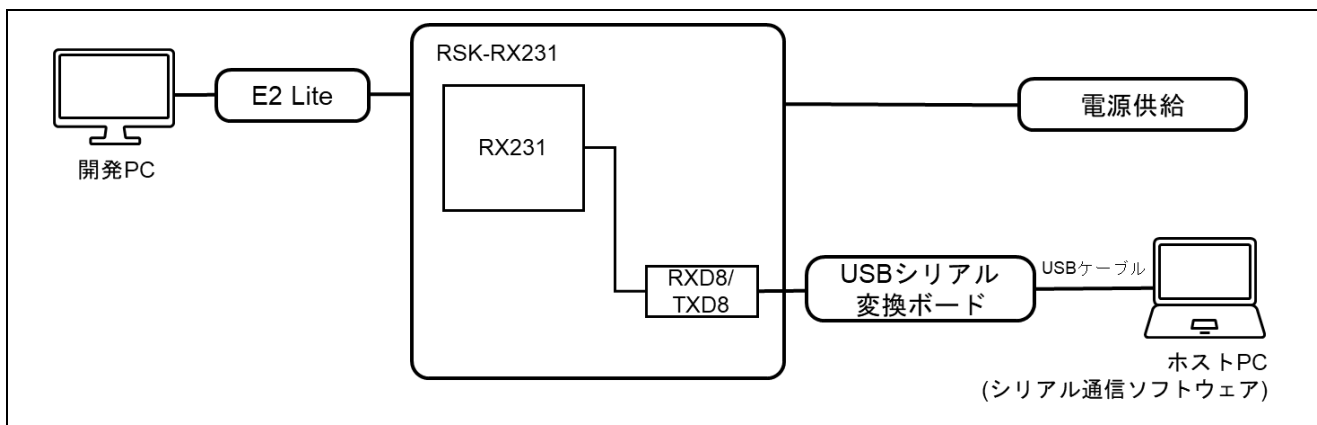 RSK-RX231
E2 Lite
開発PC
RX231
電源供給
RXD8/
TXD8
USBシリアル
変換ボード
USBケーブル
ホストPC
(シリアル通信ソフトウェア)